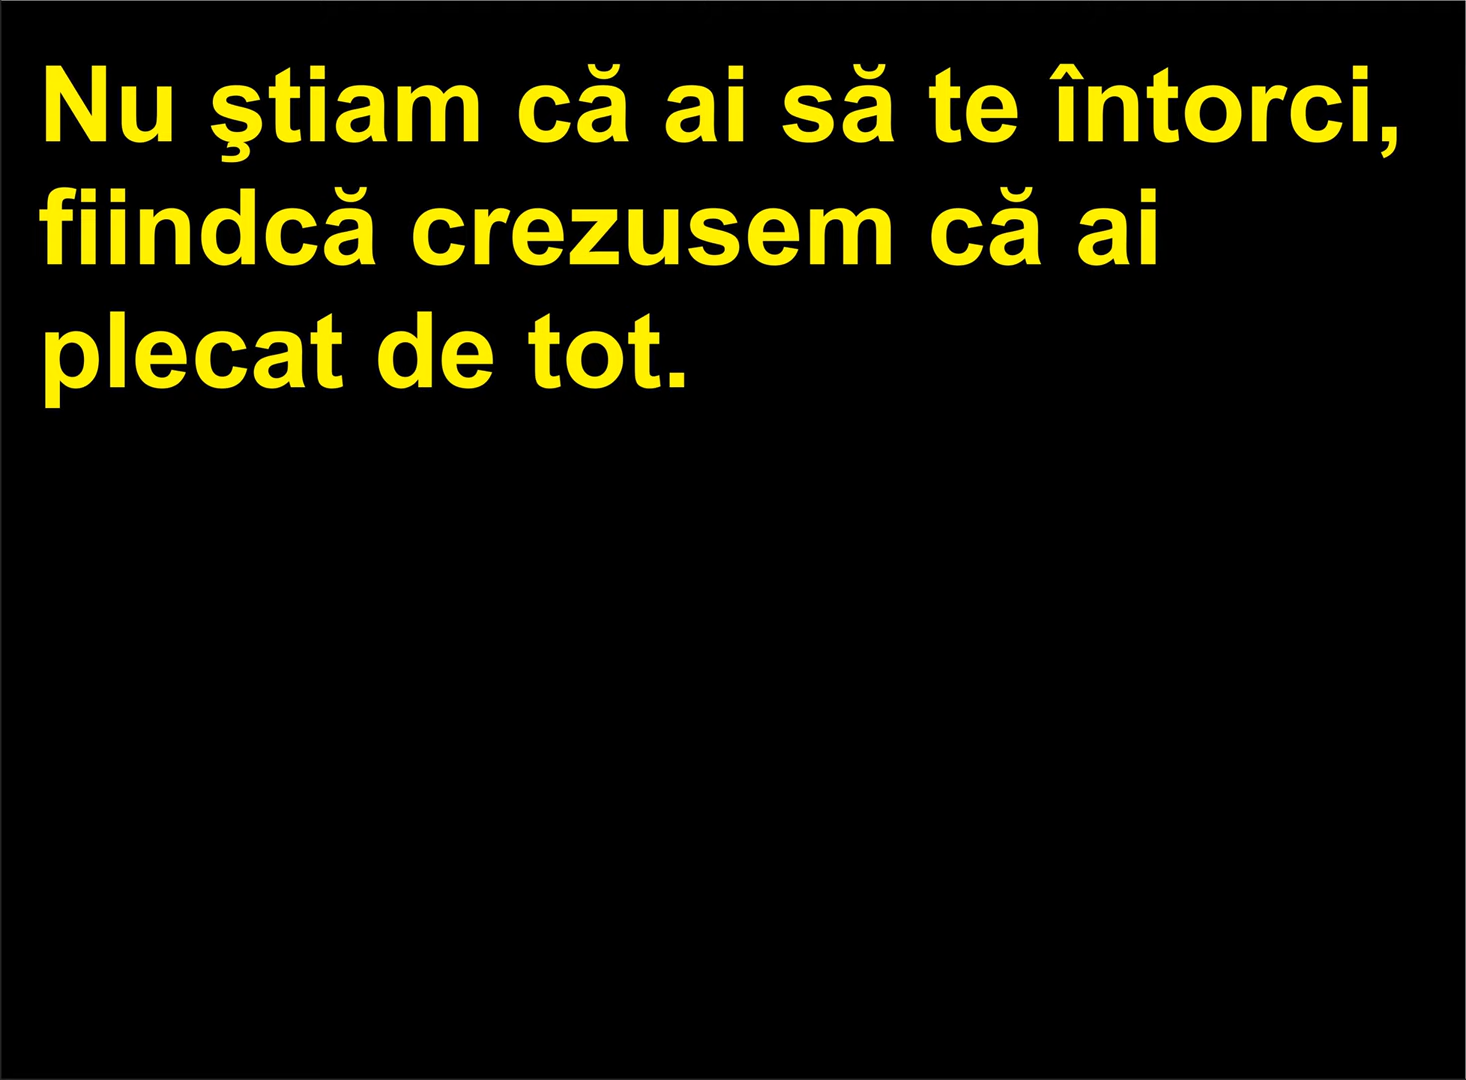 Nu ştiam că ai să te întorci,
fiindcă crezusem că ai
plecat de tot.